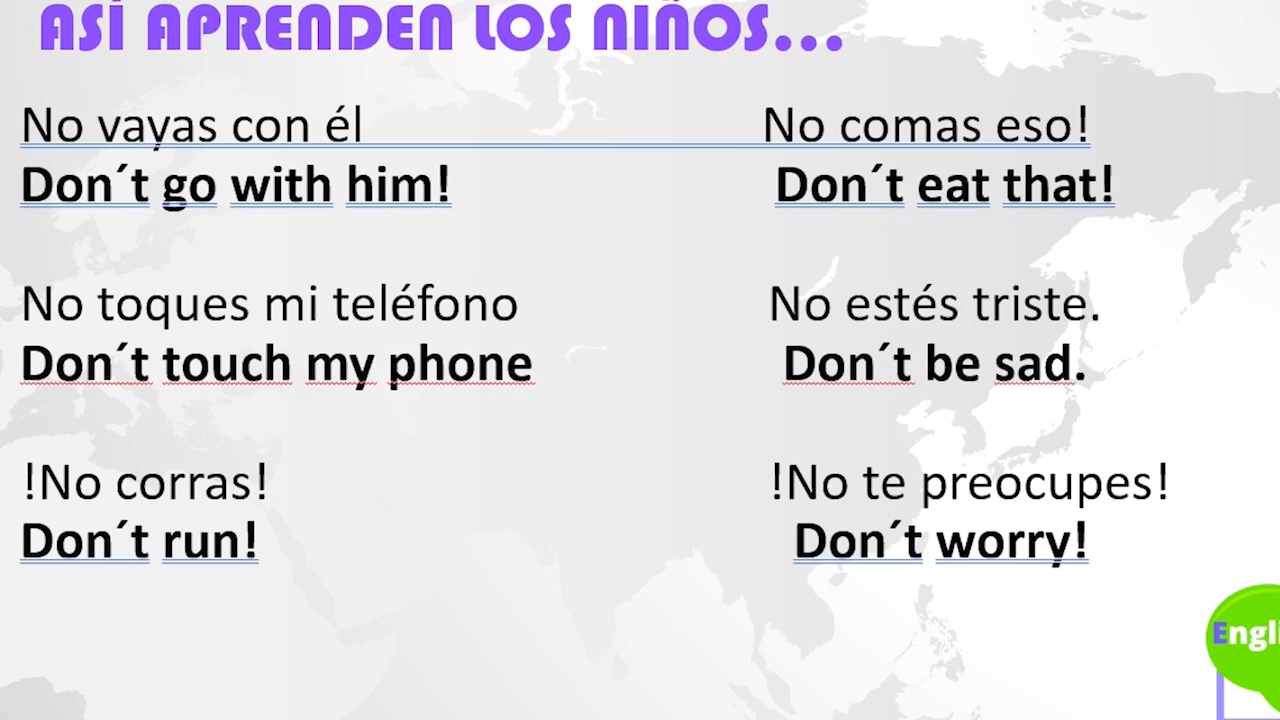 ASÍ APRENDEN LOS NIÑOS...
No vayas con él
Don´t go with him!
No comas eso!
Don´t eat that!
No toques mi teléfono
Don´t touch my phone
No estés triste.
Don´t be sad.
!No corras!
Don´t run!
!No te preocupes!
Don´t worry!